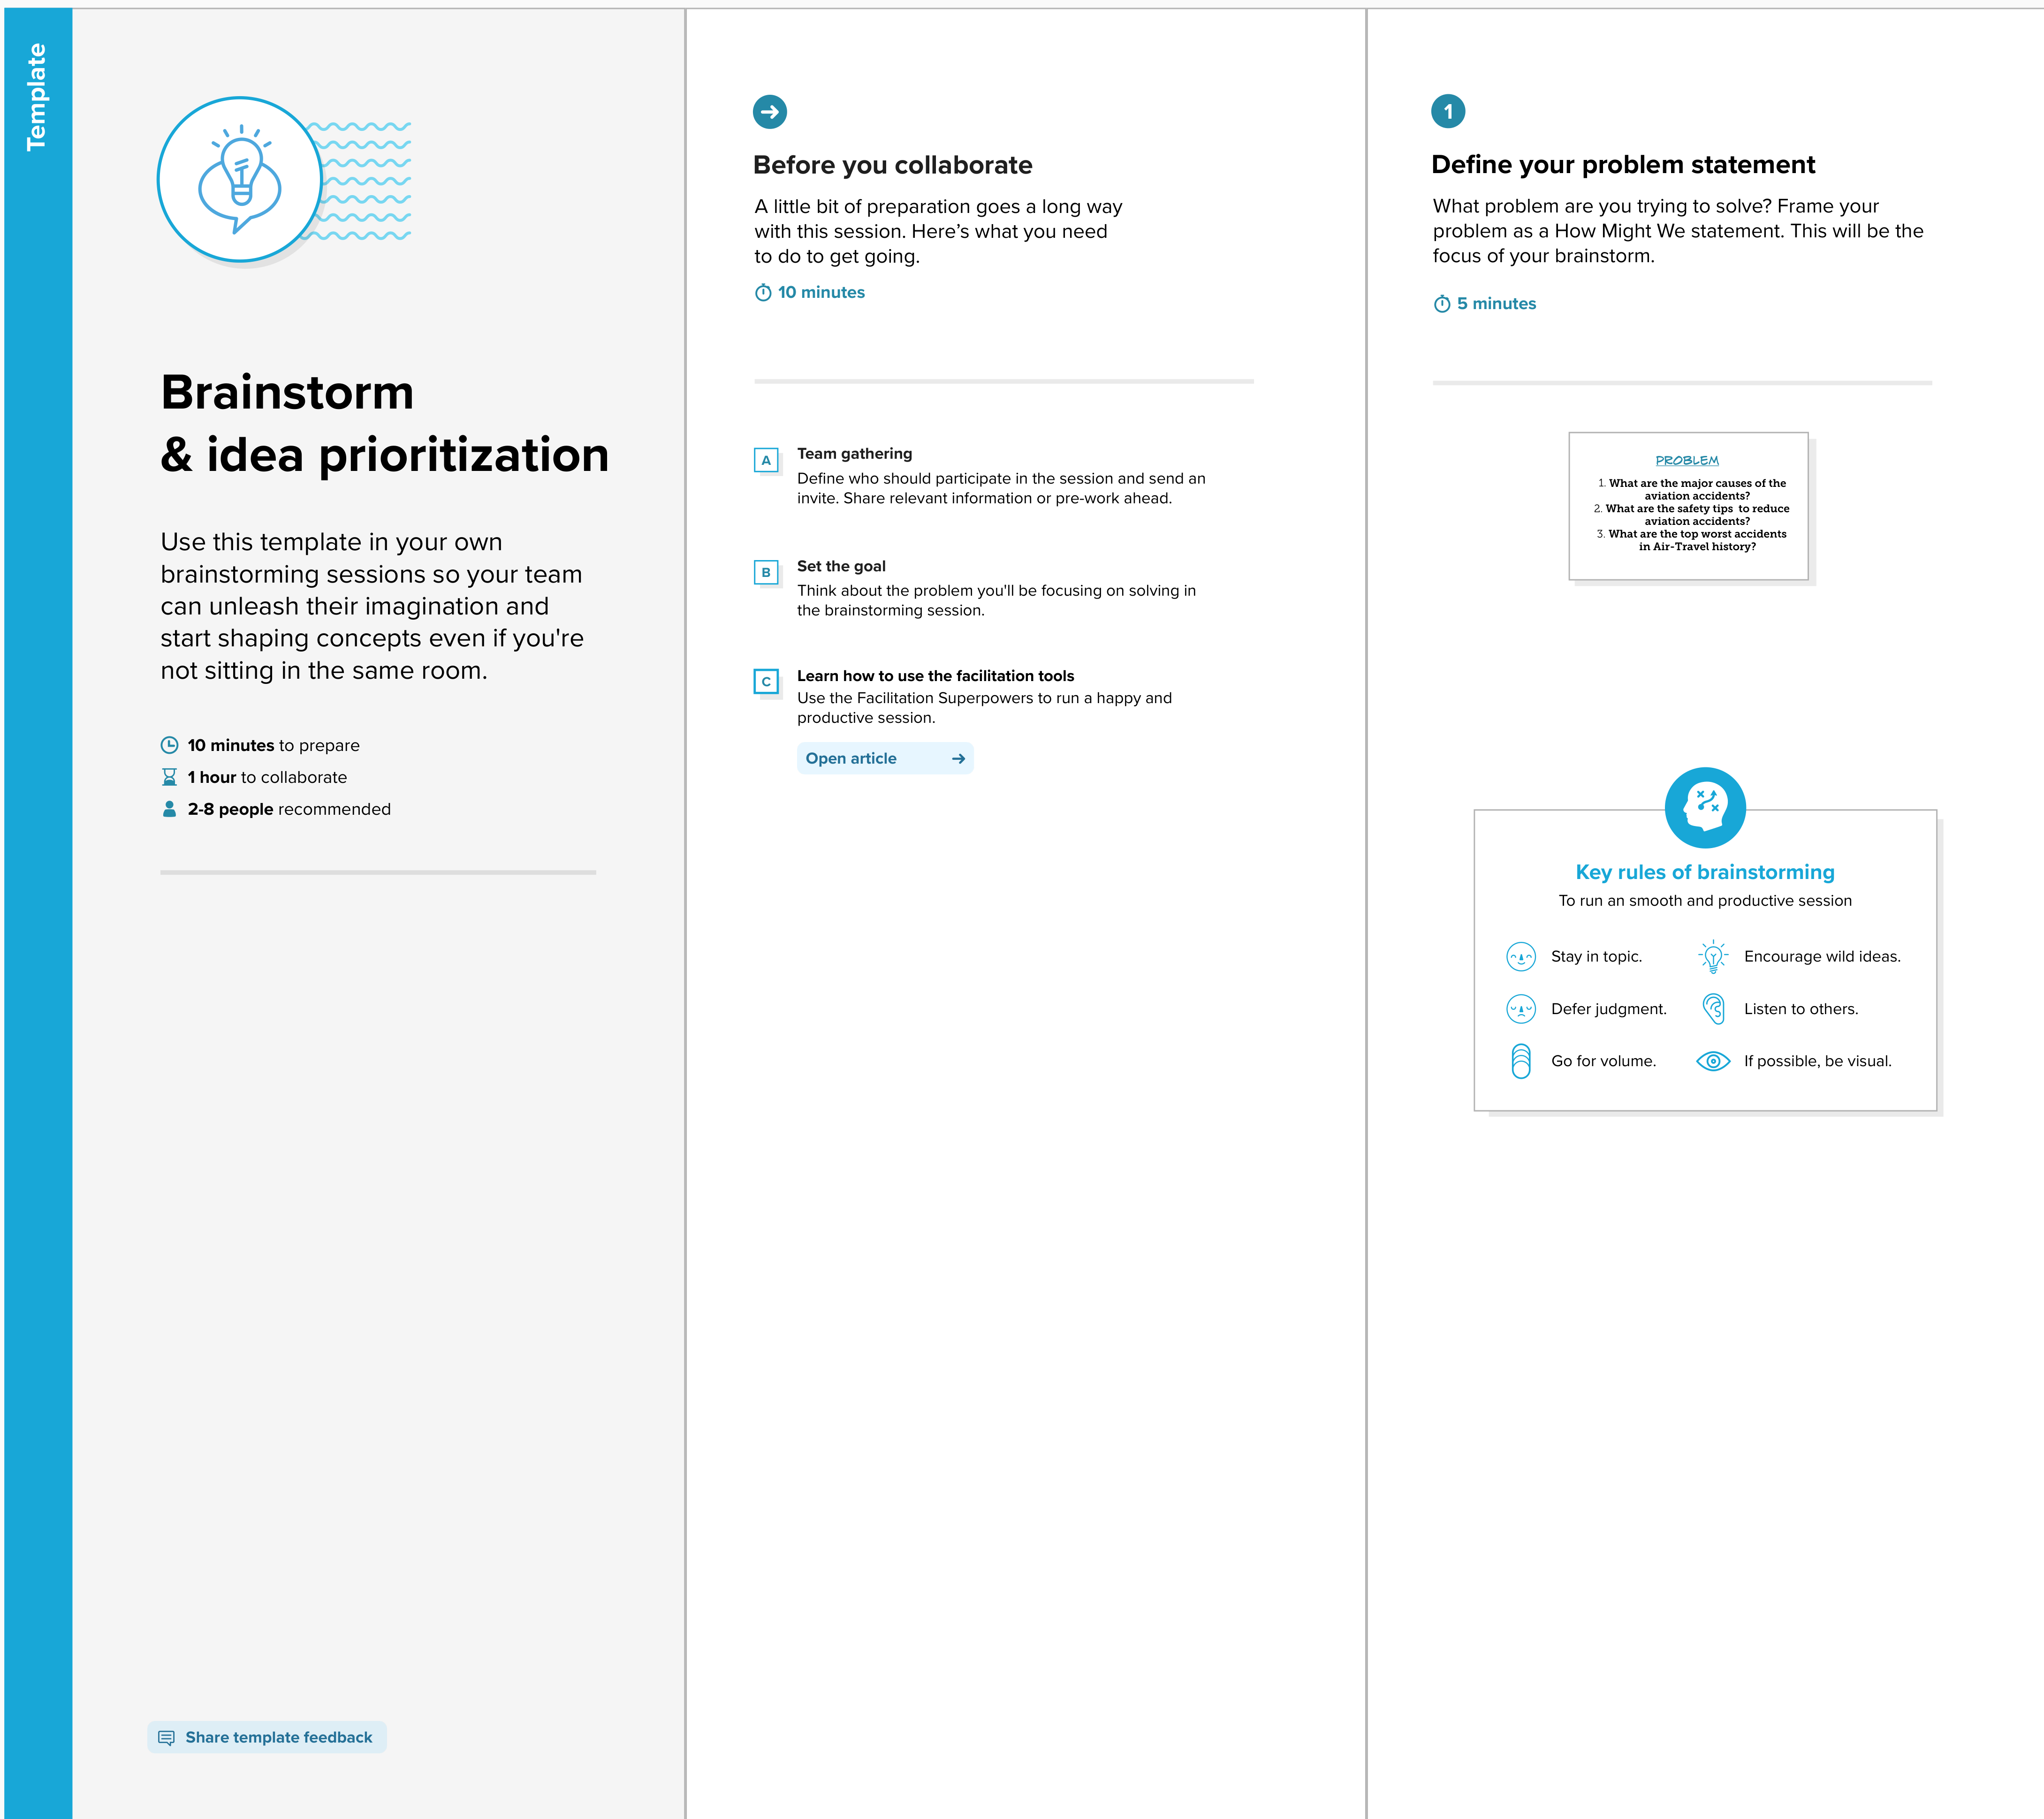 Template
Brainstorm
& idea prioritization
Use this template in your own
brainstorming sessions so your team
can unleash their imagination and
start shaping concepts even if you're
not sitting in the same room.
10 minutes to prepare
1 hour to collaborate
2-8 people recommended
Share template feedback
Before you collaborate
A little bit of preparation goes a long way
with this session. Here’s what you need
to do to get going.
10 minutes
A
Team gathering
Define who should participate in the session and send an
invite. Share relevant information or pre-work ahead.
B
Set the goal
Think about the problem you'll be focusing on solving in
the brainstorming session.
C
Learn how to use the facilitation tools
Use the Facilitation Superpowers to run a happy and
productive session.
Open article
1
Define your problem statement
What problem are you trying to solve? Frame your
problem as a How Might We statement. This will be the
focus of your brainstorm.
5 minutes
PROBLEM
1. What are the major causes of the
aviation accidents?
2. What are the safety tips  to reduce
aviation accidents?
3. What are the top worst accidents
in Air-Travel history?
Key rules of brainstorming
To run an smooth and productive session
Stay in topic.
Encourage wild ideas.
Defer judgment.
Listen to others.
Go for volume.
If possible, be visual.